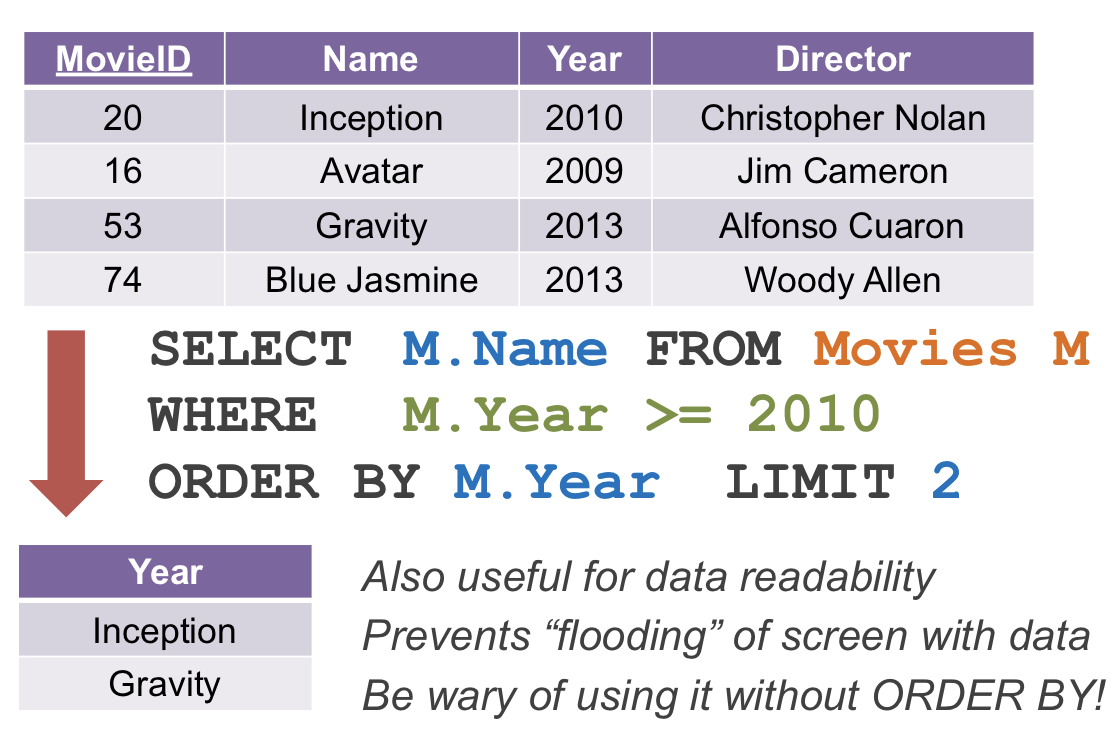 MovieID Name Year Director
20 Inception 2010 Christopher Nolan
16 Avatar 2009 Jim Cameron
53 Gravity 2013 Alfonso Cuaron
74 Blue Jasmine 2013 Woody Allen
SELECT M.Name FROM Movies M
WHERE M.Year >= 2010
ORDER BY M.Year LIMIT 2
Year
Inception
Gravity
Also useful for data readability
Prevents “flooding” of screen with data
Be wary of using it without ORDER BY!